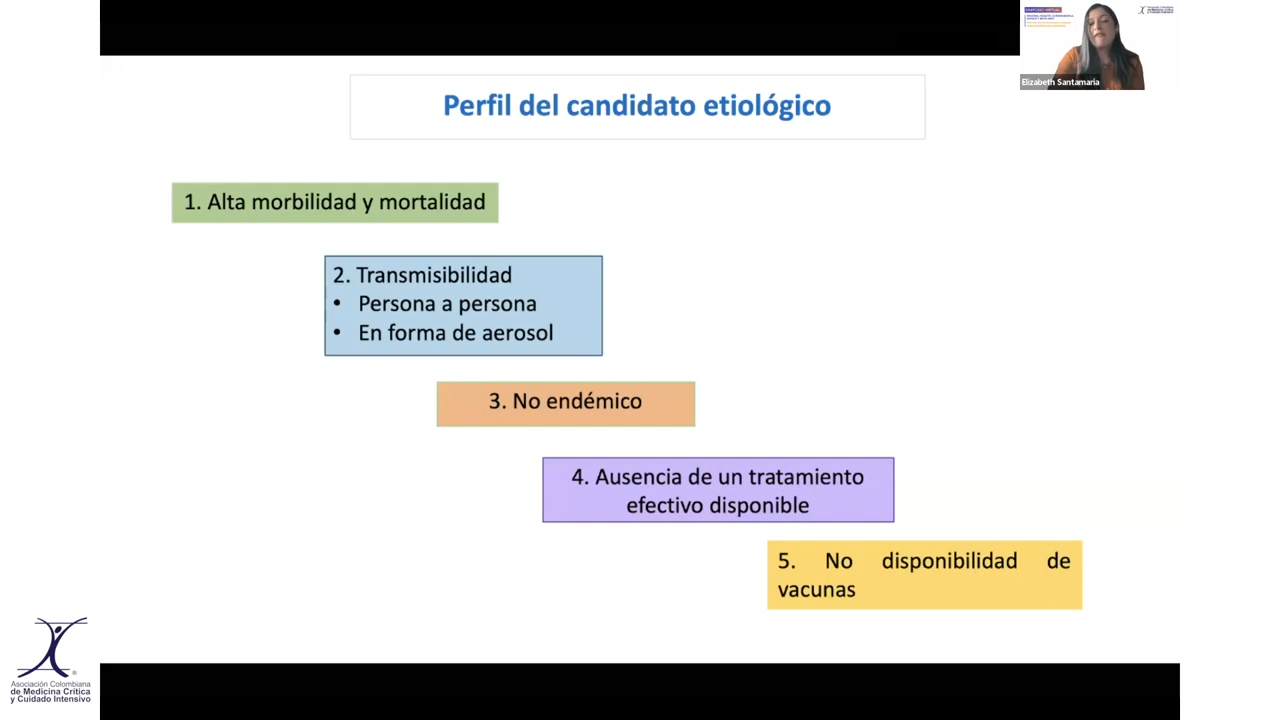 Perfil del candidato etiológico
1. Alta morbilidad y mortalidad
2. Transmisibilidad
• Persona a persona
• En forma de aerosol
3. No endémico
4. Ausencia de un tratamiento
efectivo disponible
5. No disponibilidad de
vacunas
Elizabeth Santamaria
Asociación Colombiana
de Medicina Crítica
y Cuidado Intensivo